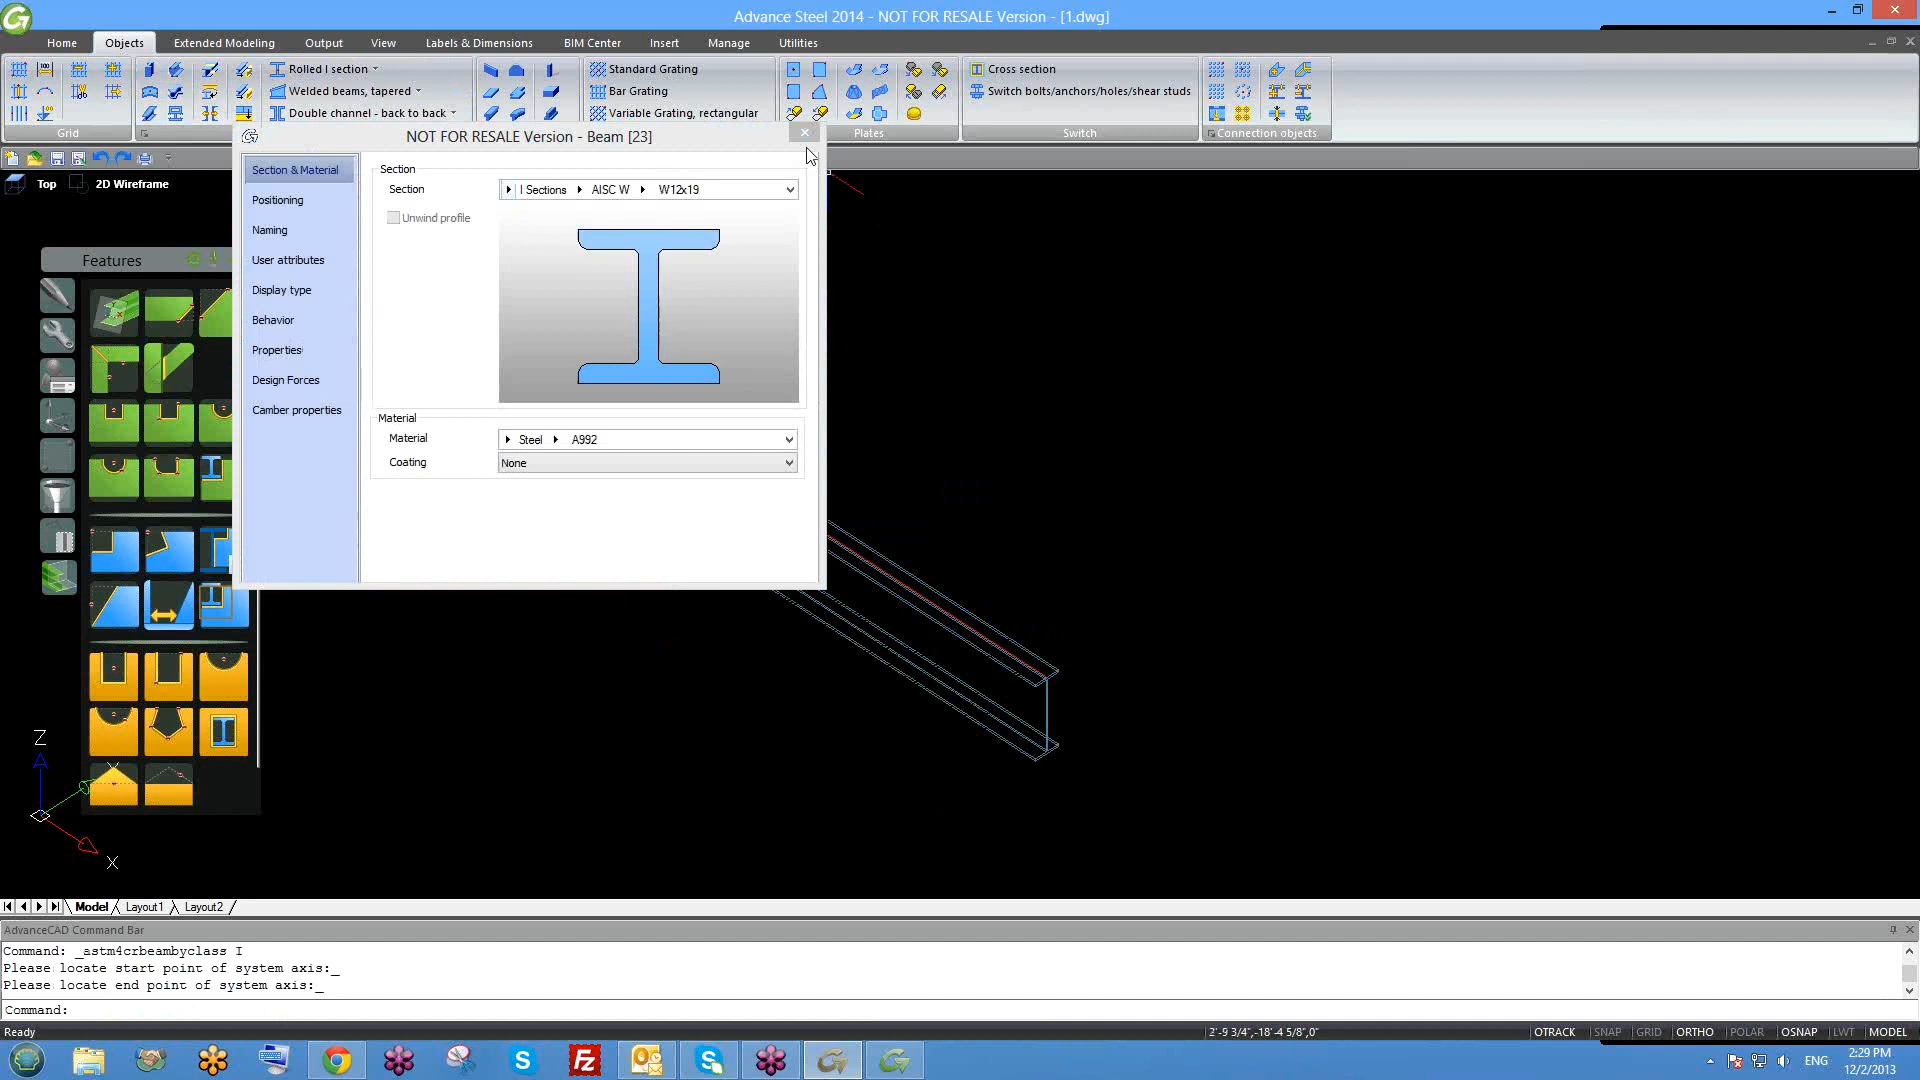 Advance Steel 2014 - NOT FOR RESALE Version - [1.dwg]
Home
Objects
Extended Modeling
Output
View
Labels & Dimensions
BIM Center
Insert
Manage
Utilities
Rolled I section
Welded beams, tapered
Double channel - back to back
Standard Grating
Bar Grating
Variable Grating, rectangular
Cross section
Switch bolts/anchors/holes/shear studs
Grid
Plates
Switch
Connection objects
NOT FOR RESALE Version - Beam [23]
Top
2D Wireframe
Section & Material
Positioning
Naming
User attributes
Display type
Behavior
Properties
Design Forces
Camber properties
Section
Section
I Sections
AISC W
W12x19
Unwind profile
Material
Material
Steel
A992
Coating
None
Features
Z
X
Model
Layout1
Layout2
AdvanceCAD Command Bar
Command: _astm4crbeambyclass I
Please locate start point of system axis:_
Please locate end point of system axis:_
Command:
Ready
2'-9 3/4",-18'-4 5/8",0"
OTRACK
SNAP
GRID
ORTHO
POLAR
OSNAP
LWT
MODEL
ENG
2:29 PM
12/2/2013